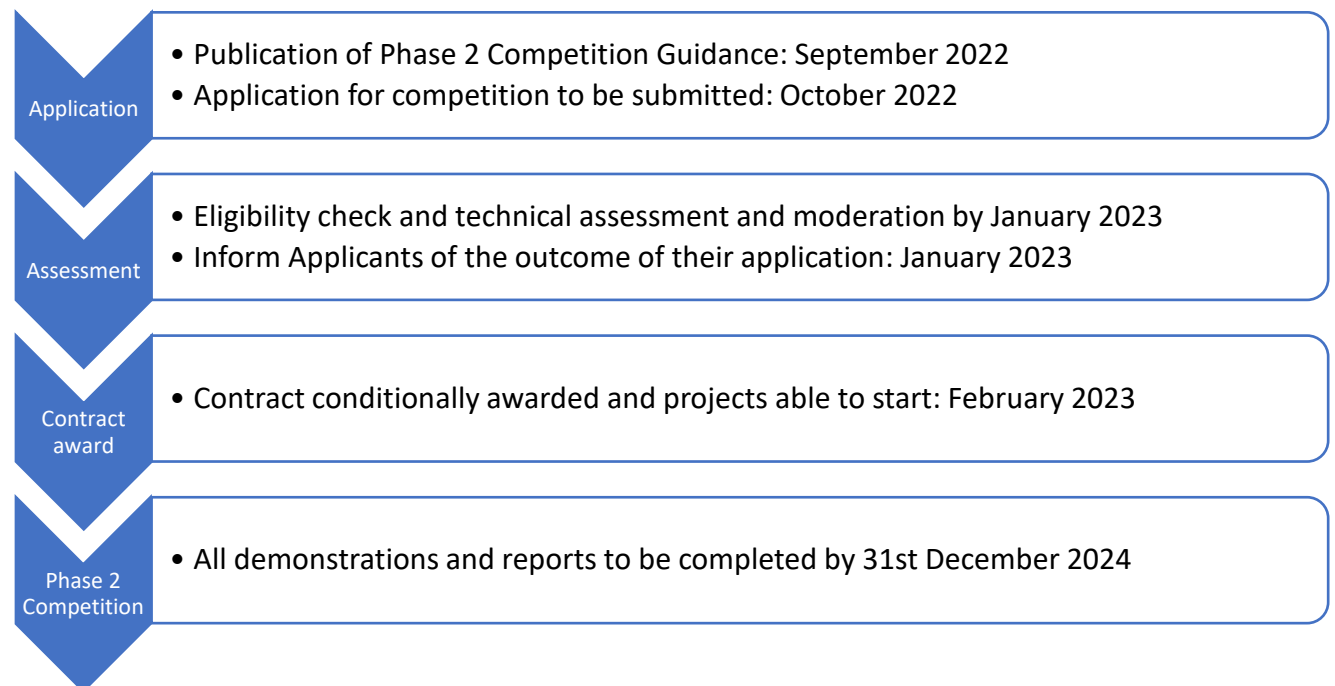 Application
• Publication of Phase 2 Competition Guidance: September 2022
• Application for competition to be submitted: October 2022
Assessment
• Eligibility check and technical assessment and moderation by January 2023
• Inform Applicants of the outcome of their application: January 2023
Contract
award
• Contract conditionally awarded and projects able to start: February 2023
Phase 2
Competition
• All demonstrations and reports to be completed by 31st December 2024